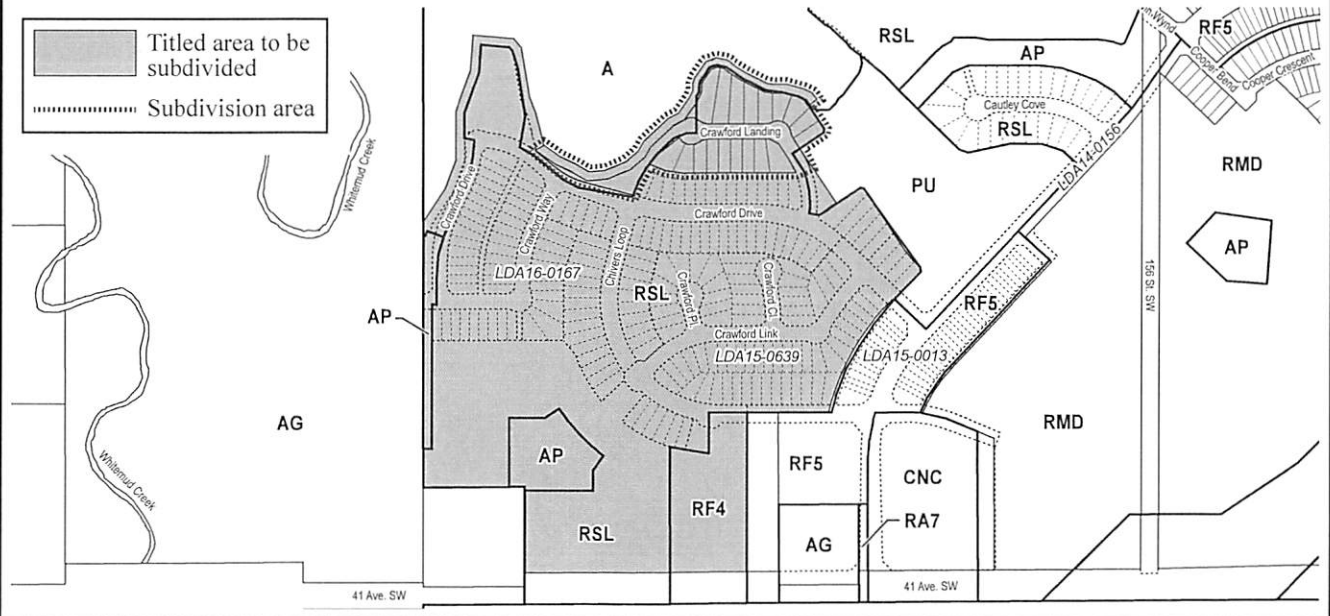 Titled area to be
subdivided
Subdivision area
A
RSL
AP
RF5
Cooper Bend
Cooper Crescent
Cautley Cove
RSL
LDA14-0156
Whitemud Creek
Crawford Landing
PU
RMD
AP
Crawford Drive
Crawford Way
Crawford Drive
Chivers Loop
LDA16-0167
RSL
Crawford Pl.
Crawford Cl.
156 St. SW
RF5
AP
Crawford Link
LDA15-0639
LDA15-0013
AG
RMD
Whitemud Creek
AP
RF5
CNC
RF4
RA7
RSL
AG
41 Ave. SW
41 Ave. SW